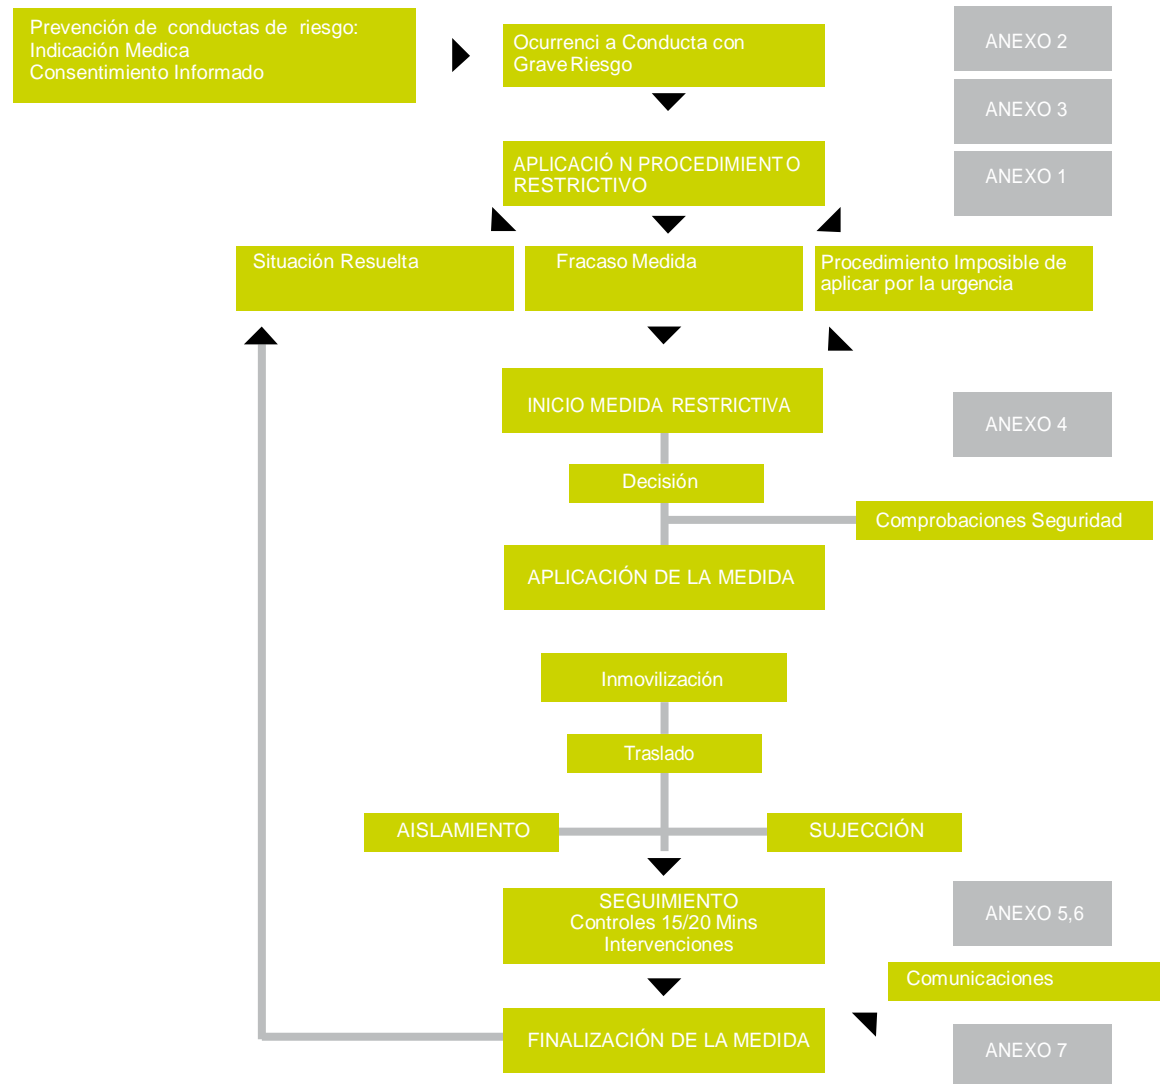 Prevención de conductas de riesgo:
Indicación Medica
Consentimiento Informado
Ocurrenci a Conducta con
Grave Riesgo
ANEXO 2
ANEXO 3
APLICACIÓ N PROCEDIMIENT O
RESTRICTIVO
ANEXO 1
Situación Resuelta
Fracaso Medida
Procedimiento Imposible de
aplicar por la urgencia
INICIO MEDIDA RESTRICTIVA
ANEXO 4
Decisión
Comprobaciones Seguridad
APLICACIÓN DE LA MEDIDA
Inmovilización
Traslado
AISLAMIENTO
SUJECCIÓN
SEGUIMIENTO
Controles 15/20 Mins
Intervenciones
ANEXO 5,6
Comunicaciones
FINALIZACIÓN DE LA MEDIDA
ANEXO 7